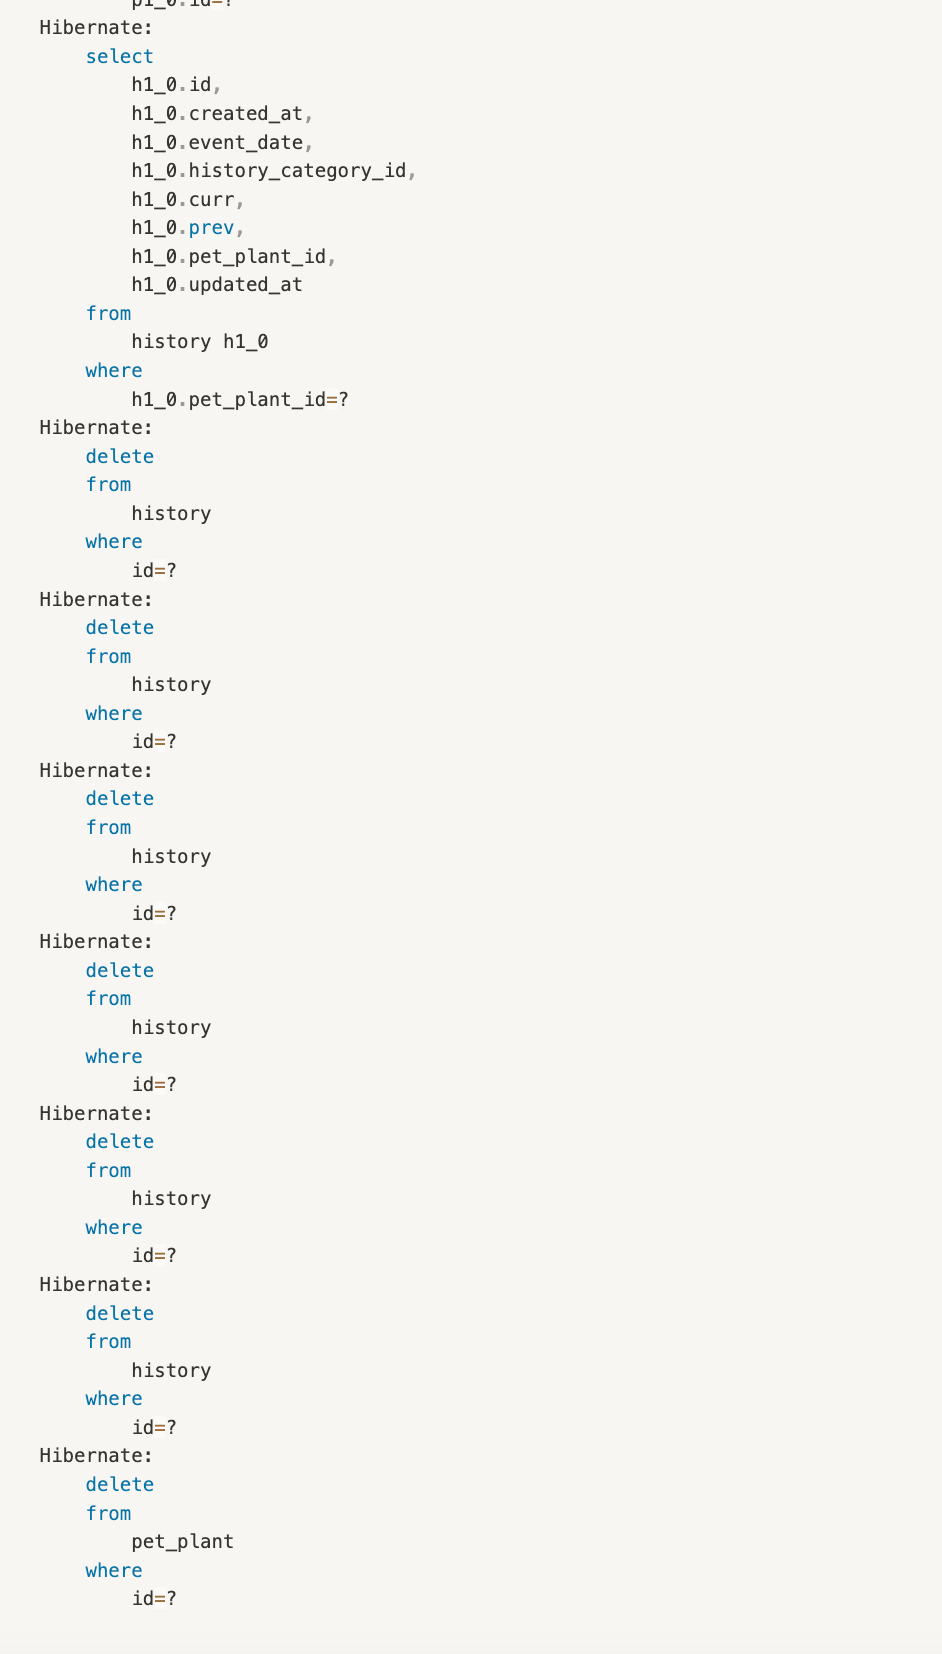 p1_0.id=?
Hibernate:
select
h1_0.id,
h1_0.created_at,
h1_0.event_date,
h1_0.history_category_id,
h1_0.curr,
h1_0.prev,
h1_0.pet_plant_id,
h1_0.updated_at
from
history h1_0
where
h1_0.pet_plant_id=?
Hibernate:
delete
from
history
where
id=?
Hibernate:
delete
from
history
where
id=?
Hibernate:
delete
from
history
where
id=?
Hibernate:
delete
from
history
where
id=?
Hibernate:
delete
from
history
where
id=?
Hibernate:
delete
from
history
where
id=?
Hibernate:
delete
from
pet_plant
where
id=?